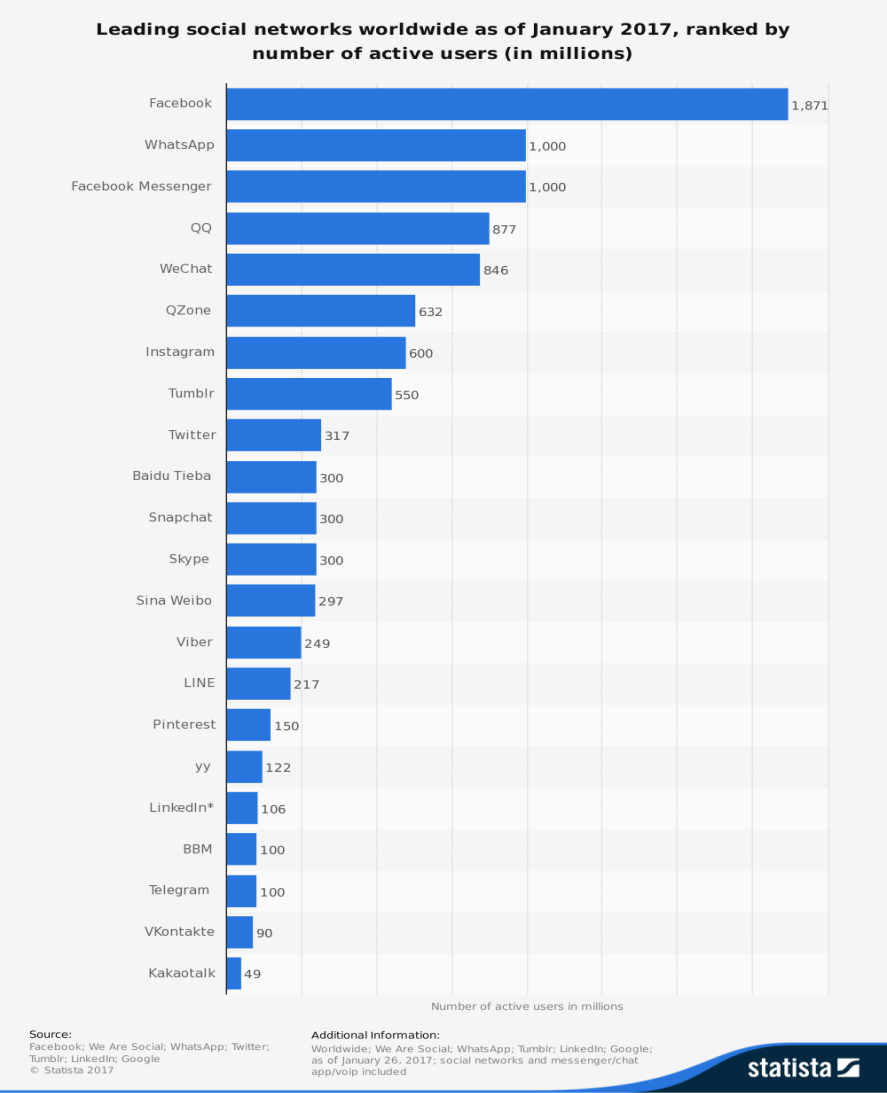 Leading social networks worldwide as of January 2017, ranked by
number of active users (in millions)
Facebook 1,871
WhatsApp 1,000
Facebook Messenger 1,000
QQ 877
WeChat 846
QZone 632
Instagram 600
Tumblr 550
Twitter 317
Baidu Tieba 300
Snapchat 300
Skype 300
Sina Weibo 297
Viber 249
LINE 217
Pinterest 150
yy 122
LinkedIn* 106
BBM 100
Telegram 100
VKontakte 90
Kakaotalk 49
Number of active users in millions
Source:
Facebook; We Are Social; WhatsApp; Twitter;
Tumblr; LinkedIn; Google
© Statista 2017
Additional Information:
Worldwide; We Are Social; WhatsApp; Tumblr; LinkedIn; Google;
as of January 26, 2017; social networks and messenger/chat
app/voip included
statista